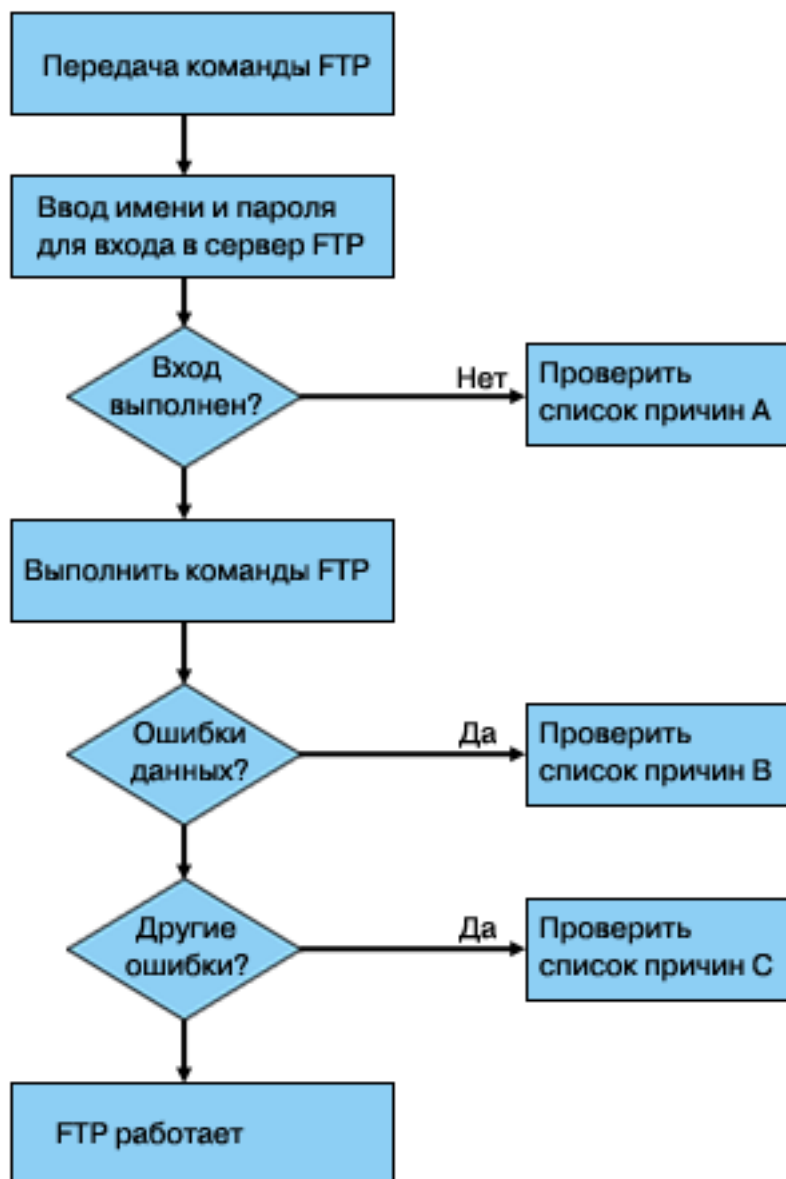 Передача команды FTP
Ввод имени и пароля
для входа в сервер FTP
Вход
выполнен?
Нет
Проверить
список причин A
Выполнить команды FTP
Ошибки
данных?
Да
Проверить
список причин B
Другие
ошибки?
Да
Проверить
список причин C
FTP работает